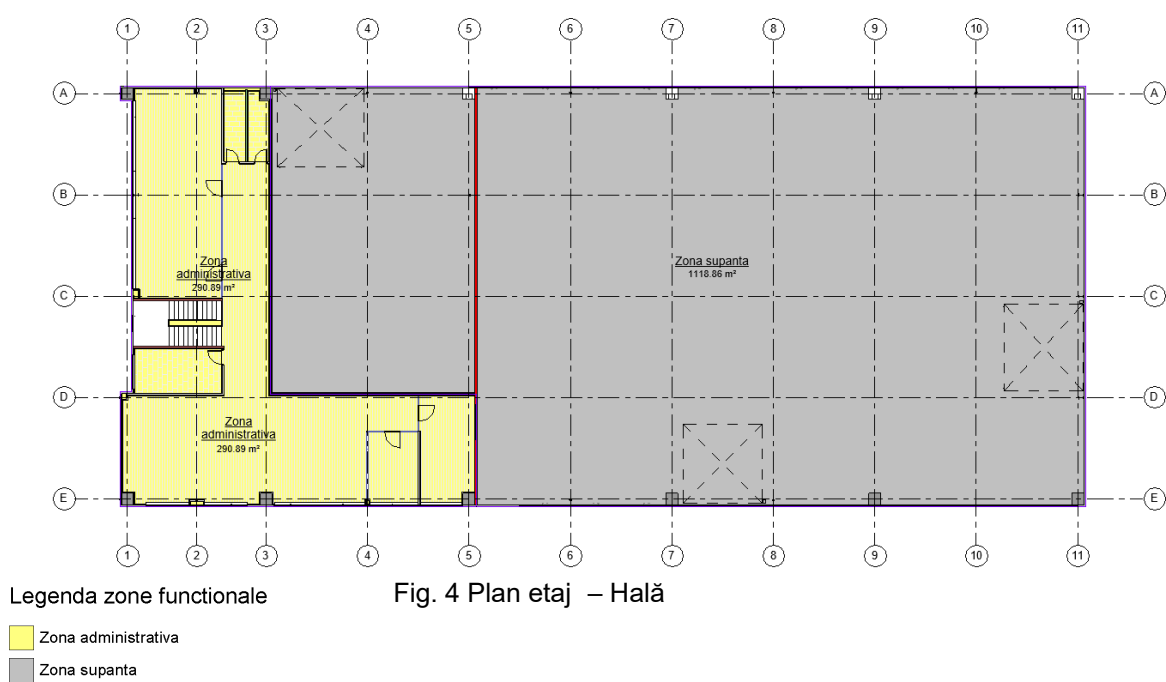 1 2 3 4 5 6 7 8 9 10 11
A A
B B
Zona
administrativa
290.89 m²
Zona supanta
1118.86 m²
C C
D D
Zona
administrativa
290.89 m²
E E
1 2 3 4 5 6 7 8 9 10 11
Legenda zone functionale
Fig. 4 Plan etaj – Hală
Zona administrativa
Zona supanta